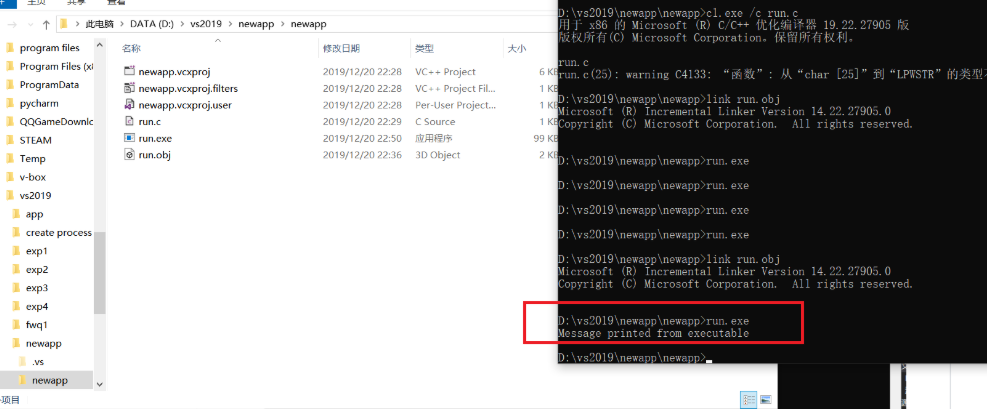 主页
共享
查看
此电脑 > DATA (D:) > vs2019 > newapp > newapp
program files
Program Files (x8
ProgramData
pycharm
QQGameDownlo
STEAM
Temp
v-box
vs2019
app
create process
exp1
exp2
exp3
exp4
fwq1
newapp
.vs
newapp
项目
名称 修改日期 类型 大小
newapp.vcxproj 2019/12/20 22:28 VC++ Project 6 KB
newapp.vcxproj.filters 2019/12/20 22:28 VC++ Project Fil... 1 KB
newapp.vcxproj.user 2019/12/20 22:28 Per-User Project... 1 KB
run.c 2019/12/20 22:29 C Source 1 KB
run.exe 2019/12/20 22:50 应用程序 99 KB
run.obj 2019/12/20 22:36 3D Object 2 KB
D:\vs2019\newapp\newapp>cl.exe /c run.c
用于 x86 的 Microsoft (R) C/C++ 优化编译器 19.22.27905 版
版权所有(C) Microsoft Corporation。保留所有权利。
run.c
run.c(25): warning C4133: “函数”: 从“char [25]”到“LPWSTR”的类型
D:\vs2019\newapp\newapp>link run.obj
Microsoft (R) Incremental Linker Version 14.22.27905.0
Copyright (C) Microsoft Corporation.  All rights reserved.
D:\vs2019\newapp\newapp>run.exe
D:\vs2019\newapp\newapp>run.exe
D:\vs2019\newapp\newapp>run.exe
D:\vs2019\newapp\newapp>run.exe
D:\vs2019\newapp\newapp>link run.obj
Microsoft (R) Incremental Linker Version 14.22.27905.0
Copyright (C) Microsoft Corporation.  All rights reserved.
D:\vs2019\newapp\newapp>run.exe
Message printed from executable
D:\vs2019\newapp\newapp>